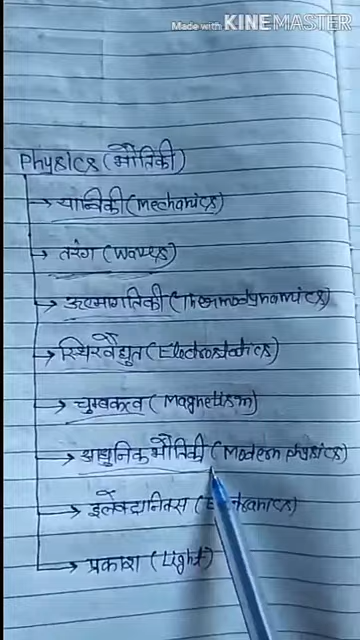 Made with KINEMASTER
Physics (भौतिकी)
यान्त्रिकी (Mechanics)
तरंग (Waves)
ऊष्मागतिकी (Thermodynamics)
स्थिरवैद्युत (Electrostatics)
चुम्बकत्व (Magnetism)
आधुनिक भौतिकी (Modern physics)
इलेक्ट्रानिक्स
प्रकाश (Light)